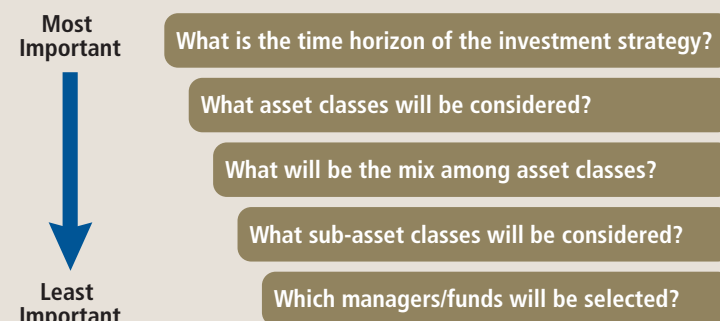 Most
Important
What is the time horizon of the investment strategy?
What asset classes will be considered?
What will be the mix among asset classes?
What sub-asset classes will be considered?
Which managers/funds will be selected?
Least
Important